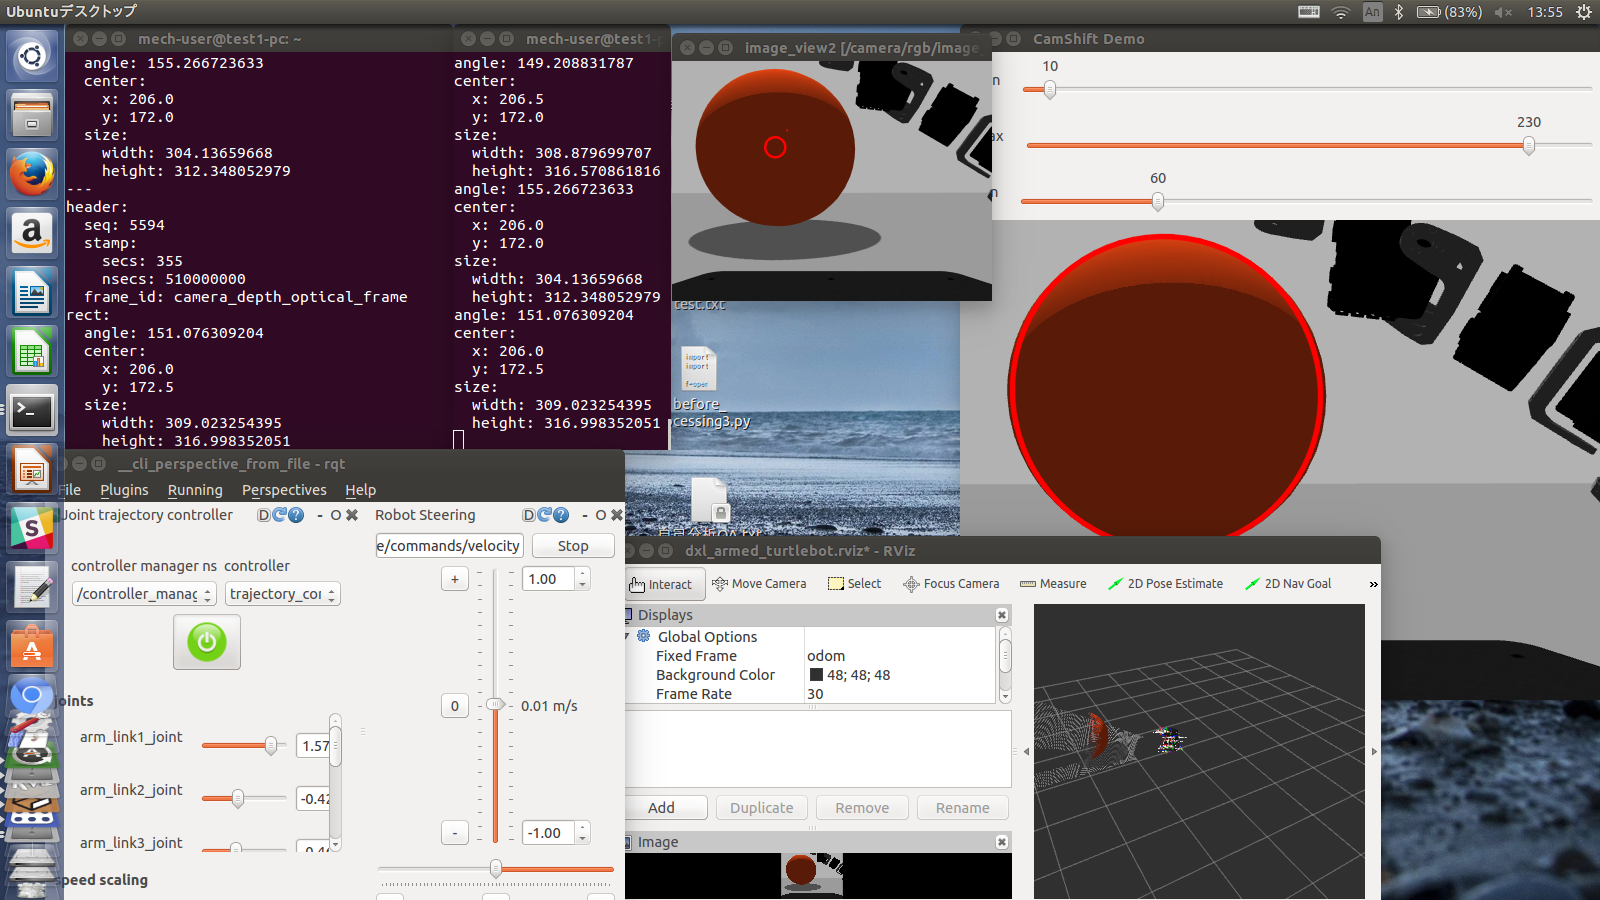 Ubuntuデスクトップ
An
(83%)
13:55
mech-user@test1-pc: ~
angle: 155.266723633
center:
x: 206.0
y: 172.0
size:
width: 304.13659668
height: 312.348052979
---
header:
seq: 5594
stamp:
secs: 355
nsecs: 510000000
frame_id: camera_depth_optical_frame
rect:
angle: 151.076309204
center:
x: 206.0
y: 172.5
size:
width: 309.023254395
height: 316.998352051
mech-user@test1-p
angle: 149.208831787
center:
x: 206.5
y: 172.0
size:
width: 308.879699707
height: 316.570861816
angle: 155.266723633
center:
x: 206.0
y: 172.0
size:
width: 304.13659668
height: 312.348052979
angle: 151.076309204
center:
x: 206.0
y: 172.5
size:
width: 309.023254395
height: 316.998352051
image_view2 [/camera/rgb/image
CamShift Demo
n
10
ax
230
n
60
test.txt
import
import
f=open
before_
cessing3.py
__cli_perspective_from_file - rqt
File Plugins Running Perspectives Help
Joint trajectory controller
D
- O
controller manager ns controller
/controller_manag
trajectory_cor
joints
arm_link1_joint
1.57
arm_link2_joint
-0.42
arm_link3_joint
speed scaling
Robot Steering
D
- O
e/commands/velocity
Stop
+
1.00
0
0.01 m/s
-
-1.00
dxl_armed_turtlebot.rviz* - RViz
Interact Move Camera Select Focus Camera Measure 2D Pose Estimate 2D Nav Goal »
Displays
Global Options
Fixed Frame odom
Background Color 48; 48; 48
Frame Rate 30
Add Duplicate Remove Rename
Image